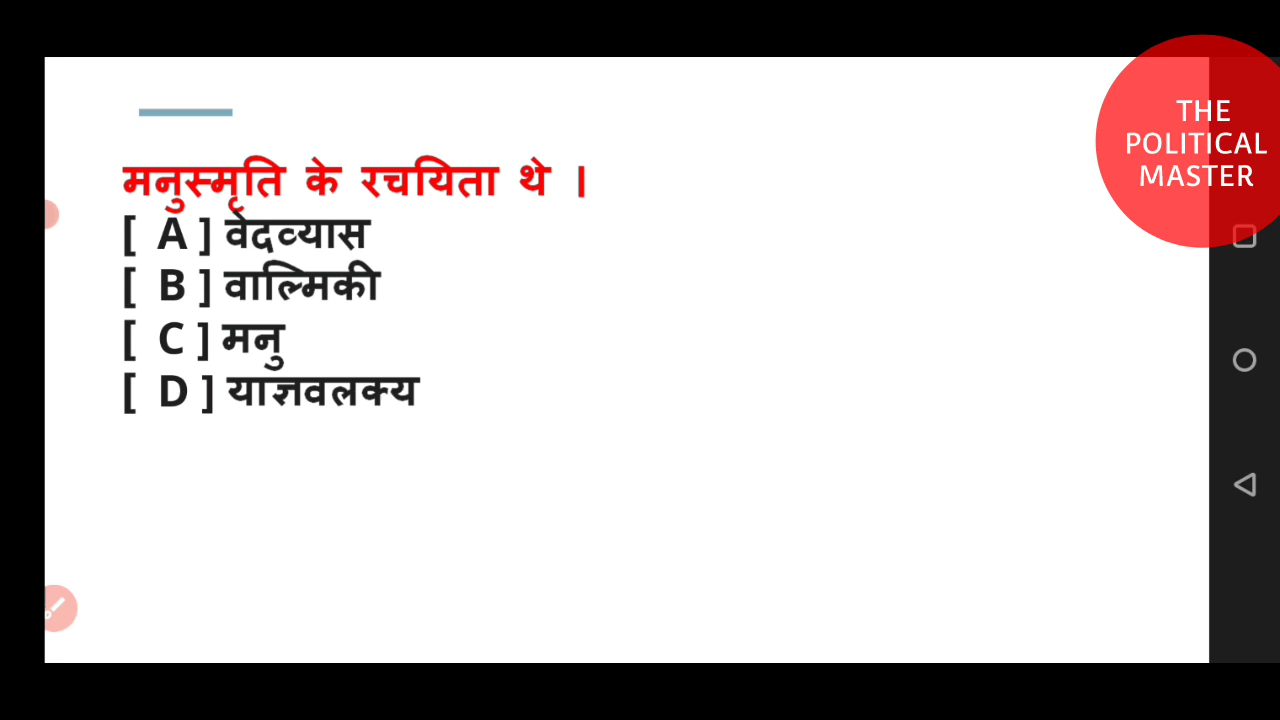 मनुस्मृति के रचयिता थे ।
[ A ] वेदव्यास
[ B ] वाल्मिकी
[ C ] मनु
[ D ] याज्ञवलक्य
THE
POLITICAL
MASTER